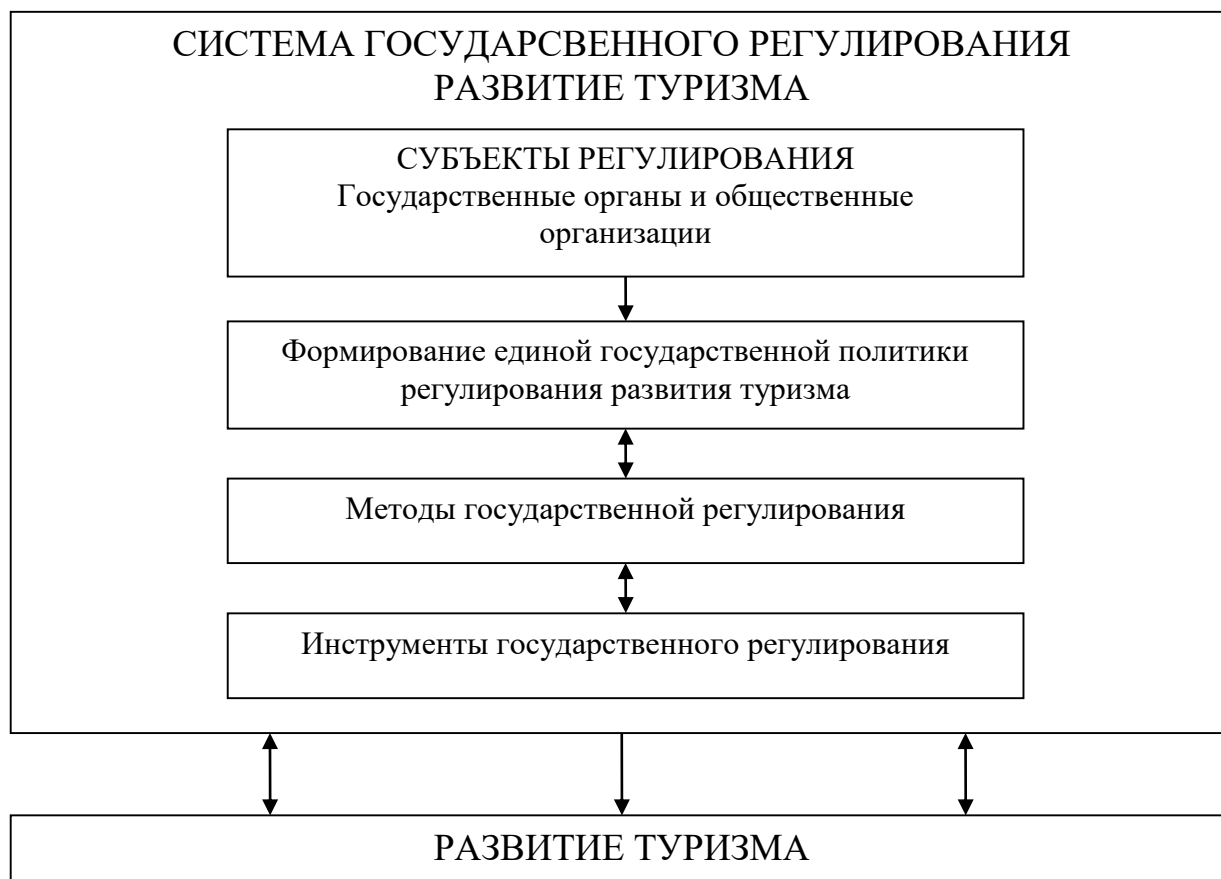 СИСТЕМА ГОСУДАРСВЕННОГО РЕГУЛИРОВАНИЯ
РАЗВИТИЕ ТУРИЗМА
СУБЪЕКТЫ РЕГУЛИРОВАНИЯ
Государственные органы и общественные
организации
Формирование единой государственной политики
регулирования развития туризма
Методы государственной регулирования
Инструменты государственного регулирования
РАЗВИТИЕ ТУРИЗМА